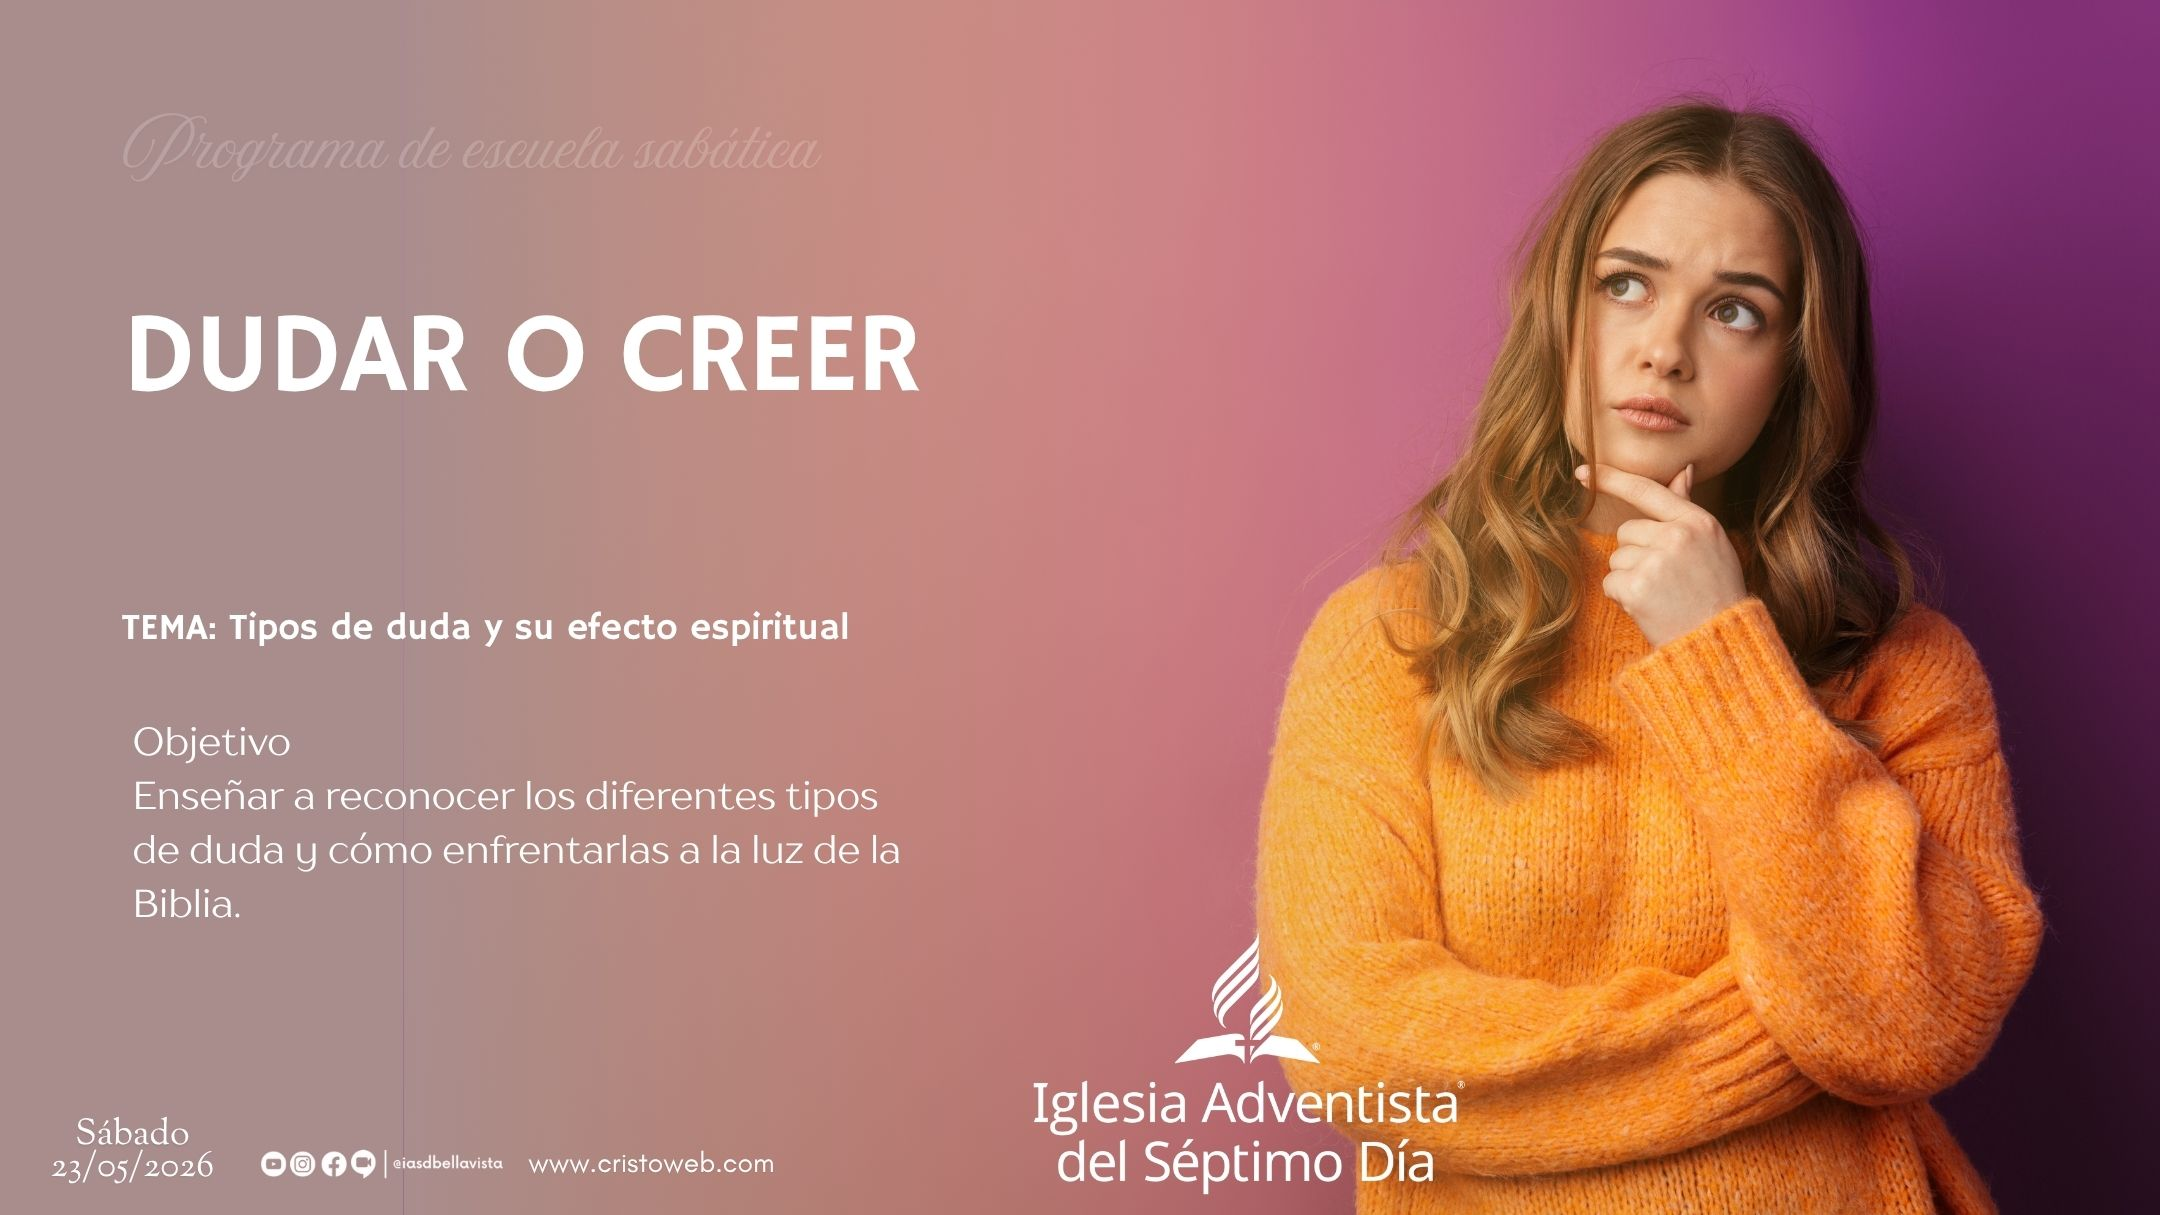 Programa de escuela sabática
DUDAR O CREER
TEMA: Tipos de duda y su efecto espiritual
Objetivo
Enseñar a reconocer los diferentes tipos
de duda y cómo enfrentarlas a la luz de la
Biblia.
Iglesia Adventista®
del Séptimo Día
Sábado
23/05/2026
@iasdbellavista
www.cristoweb.com